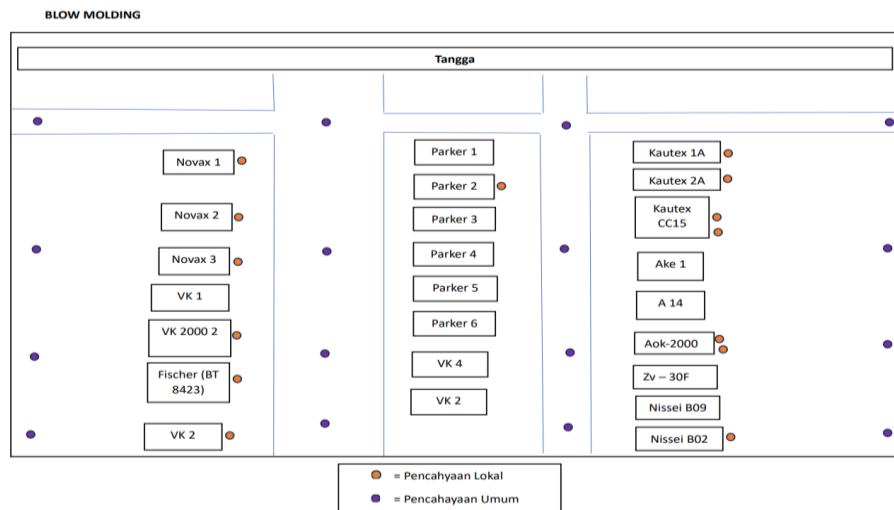 BLOW MOLDING
Tangga
Novax 1
Novax 2
Novax 3
VK 1
VK 2000 2
Fischer (BT
8423)
VK 2
Parker 1
Parker 2
Parker 3
Parker 4
Parker 5
Parker 6
VK 4
VK 2
Kautex 1A
Kautex 2A
Kautex
CC15
Ake 1
A 14
Aok-2000
Zv – 30F
Nissei B09
Nissei B02
= Pencahyaan Lokal
= Pencahayaan Umum